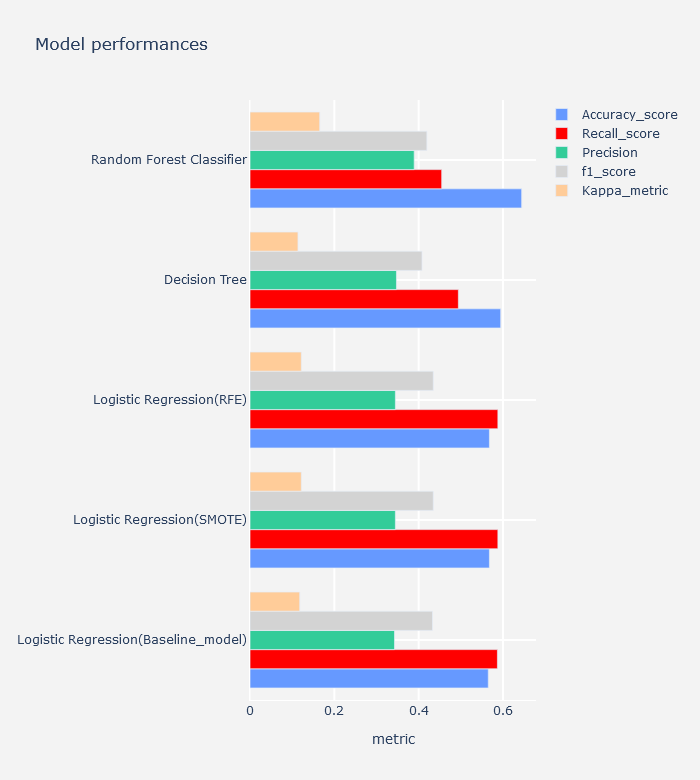 Model performances
Accuracy_score
Recall_score
Precision
f1_score
Kappa_metric
Random Forest Classifier
Decision Tree
Logistic Regression(RFE)
Logistic Regression(SMOTE)
Logistic Regression(Baseline_model)
0 0.2 0.4 0.6
metric